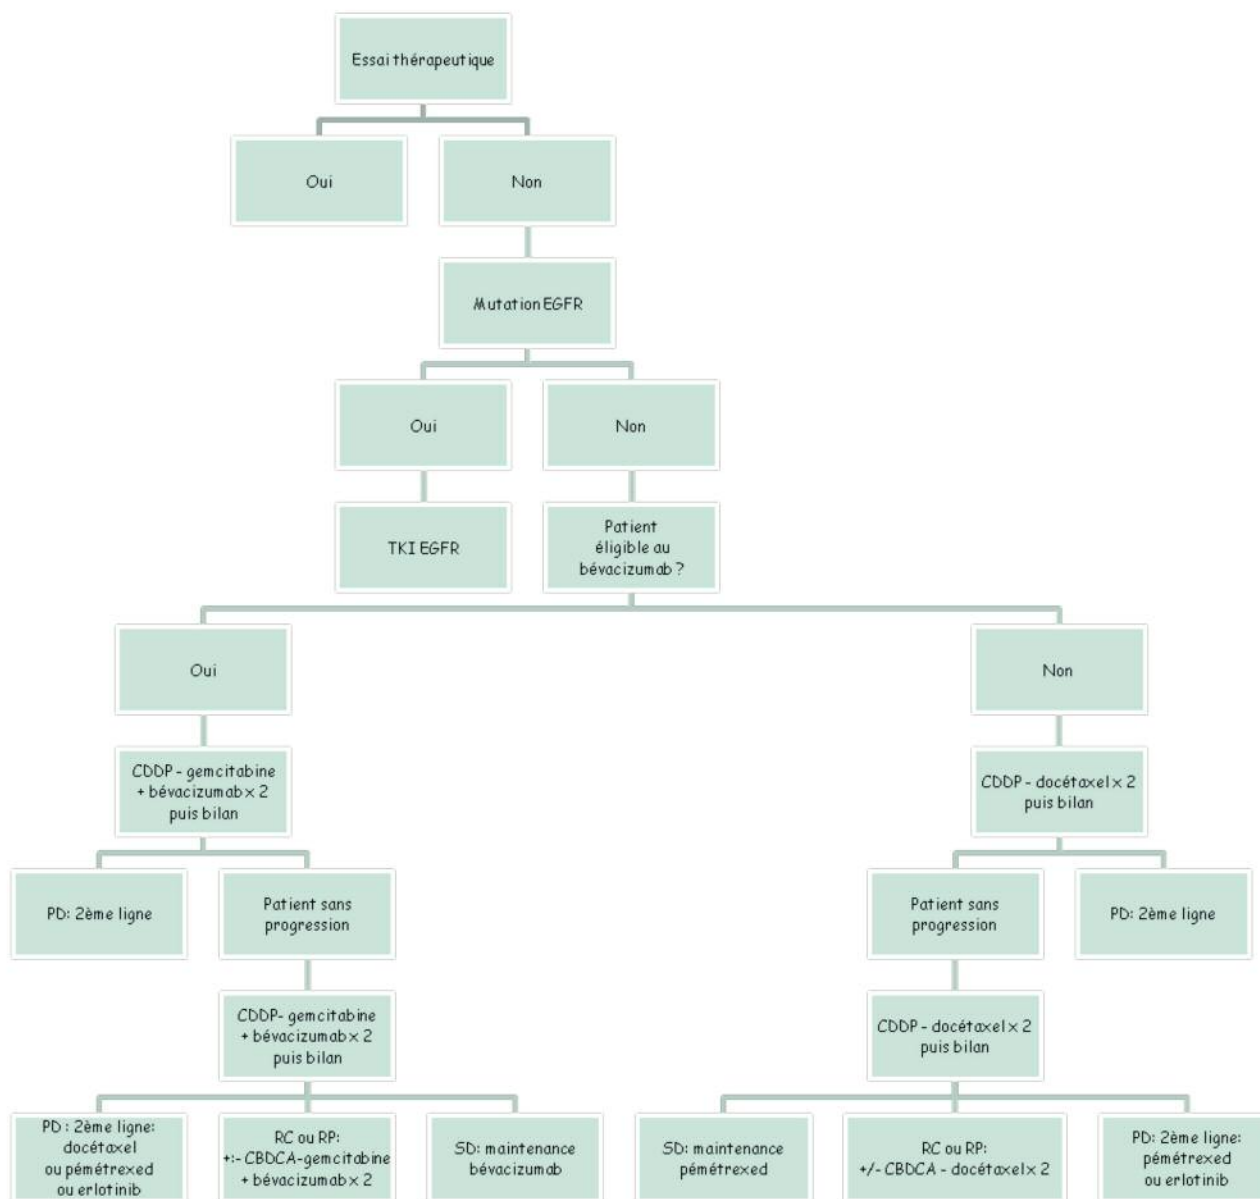 Essai thérapeutique
Oui
Non
Mutation EGFR
Oui
Non
TKI EGFR
Patient
éligible au
bévacizumab ?
Oui
Non
CDDP - gemcitabine
+ bévacizumab x 2
puis bilan
CDDP - docétaxel x 2
puis bilan
PD: 2ème ligne
Patient sans
progression
Patient sans
progression
PD: 2ème ligne
CDDP- gemcitabine
+ bévacizumab x 2
puis bilan
CDDP - docétaxel x 2
puis bilan
PD : 2ème ligne:
docétaxel
ou pémétrexed
ou erlotinib
RC ou RP:
+:- CBDCA-gemcitabine
+ bévacizumab x 2
SD: maintenance
bévacizumab
SD: maintenance
pémétrexed
RC ou RP:
+/- CBDCA - docétaxel x 2
PD: 2ème ligne:
pémétrexed
ou erlotinib